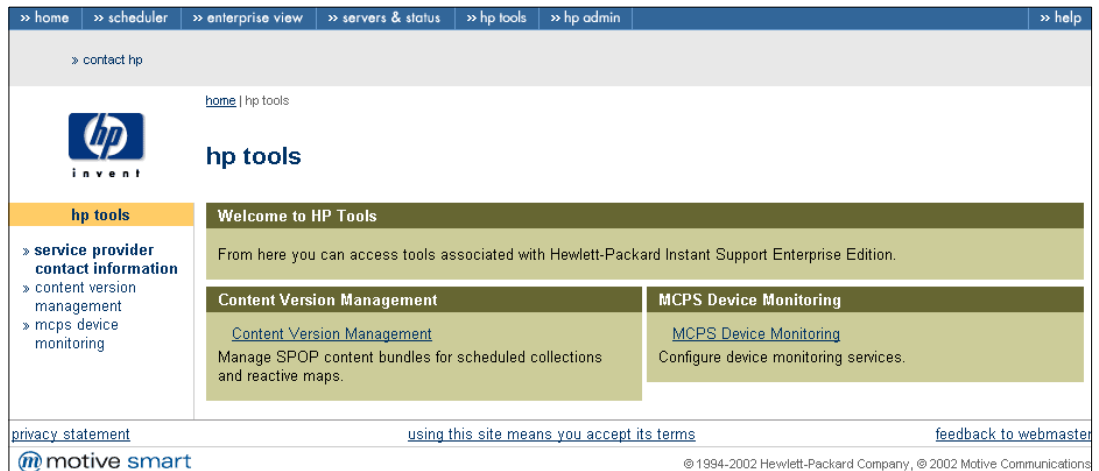 » home » scheduler » enterprise view » servers & status » hp tools » hp admin » help
» contact hp
home | hp tools
hp
invent
hp tools
hp tools
» service provider
contact information
» content version
management
» mcps device
monitoring
Welcome to HP Tools
From here you can access tools associated with Hewlett-Packard Instant Support Enterprise Edition.
Content Version Management
Content Version Management
Manage SPOP content bundles for scheduled collections
and reactive maps.
MCPS Device Monitoring
MCPS Device Monitoring
Configure device monitoring services.
privacy statement using this site means you accept its terms feedback to webmaster
m motive smart © 1994-2002 Hewlett-Packard Company, © 2002 Motive Communications